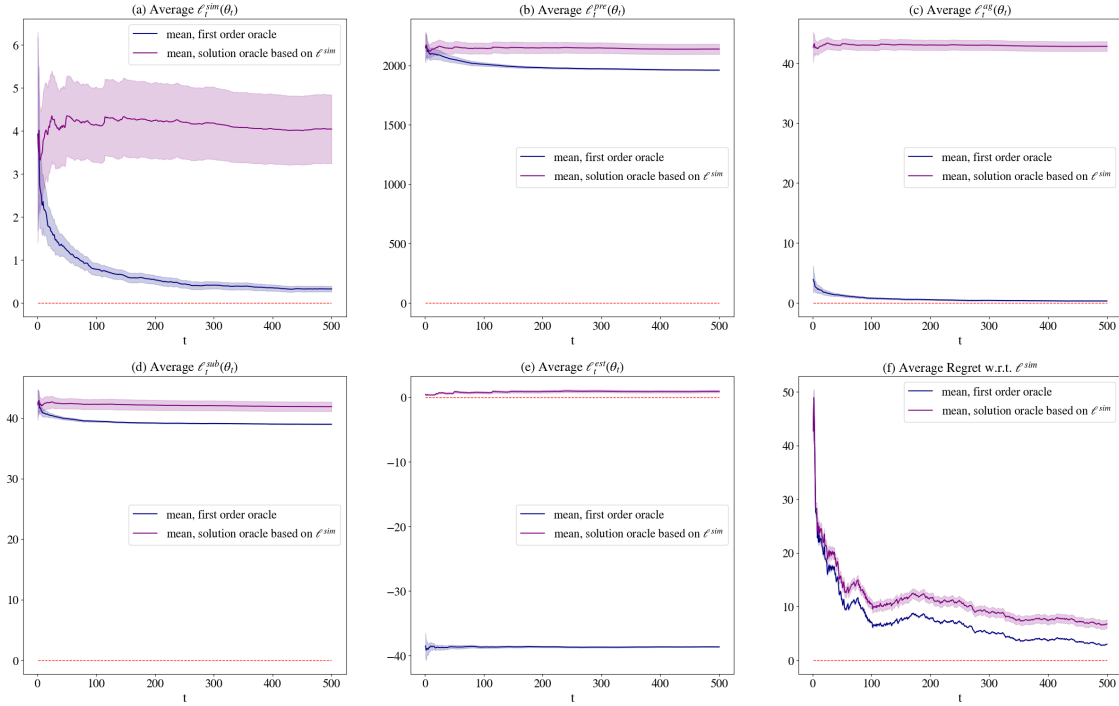 (a) Average ℓ_t^{sim}(θ_t)
6
5
4
3
2
1
0
0 100 200 300 400 500
t
mean, first order oracle
mean, solution oracle based on ℓ^{sim}
(b) Average ℓ_t^{pre}(θ_t)
2000
1500
1000
500
0
0 100 200 300 400 500
t
mean, first order oracle
mean, solution oracle based on ℓ^{sim}
(c) Average ℓ_t^{ag}(θ_t)
40
30
20
10
0
0 100 200 300 400 500
t
mean, first order oracle
mean, solution oracle based on ℓ^{sim}
(d) Average ℓ_t^{sub}(θ_t)
40
30
20
10
0
0 100 200 300 400 500
t
mean, first order oracle
mean, solution oracle based on ℓ^{sim}
(e) Average ℓ_t^{est}(θ_t)
0
−10
−20
−30
−40
0 100 200 300 400 500
t
mean, first order oracle
mean, solution oracle based on ℓ^{sim}
(f) Average Regret w.r.t. ℓ^{sim}
50
40
30
20
10
0
0 100 200 300 400 500
t
mean, first order oracle
mean, solution oracle based on ℓ^{sim}